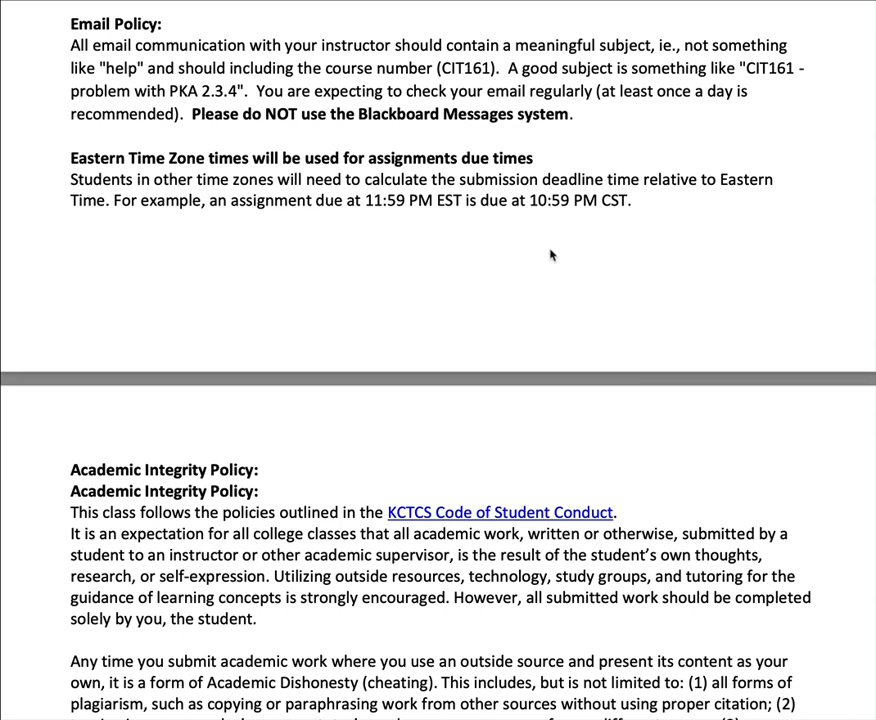 Email Policy:
All email communication with your instructor should contain a meaningful subject, ie., not something
like "help" and should including the course number (CIT161).  A good subject is something like "CIT161 -
problem with PKA 2.3.4".  You are expecting to check your email regularly (at least once a day is
recommended).  Please do NOT use the Blackboard Messages system.
Eastern Time Zone times will be used for assignments due times
Students in other time zones will need to calculate the submission deadline time relative to Eastern
Time. For example, an assignment due at 11:59 PM EST is due at 10:59 PM CST.
Academic Integrity Policy:
Academic Integrity Policy:
This class follows the policies outlined in the KCTCS Code of Student Conduct.
It is an expectation for all college classes that all academic work, written or otherwise, submitted by a
student to an instructor or other academic supervisor, is the result of the student’s own thoughts,
research, or self-expression. Utilizing outside resources, technology, study groups, and tutoring for the
guidance of learning concepts is strongly encouraged. However, all submitted work should be completed
solely by you, the student.
Any time you submit academic work where you use an outside source and present its content as your
own, it is a form of Academic Dishonesty (cheating). This includes, but is not limited to: (1) all forms of
plagiarism, such as copying or paraphrasing work from other sources without using proper citation; (2)